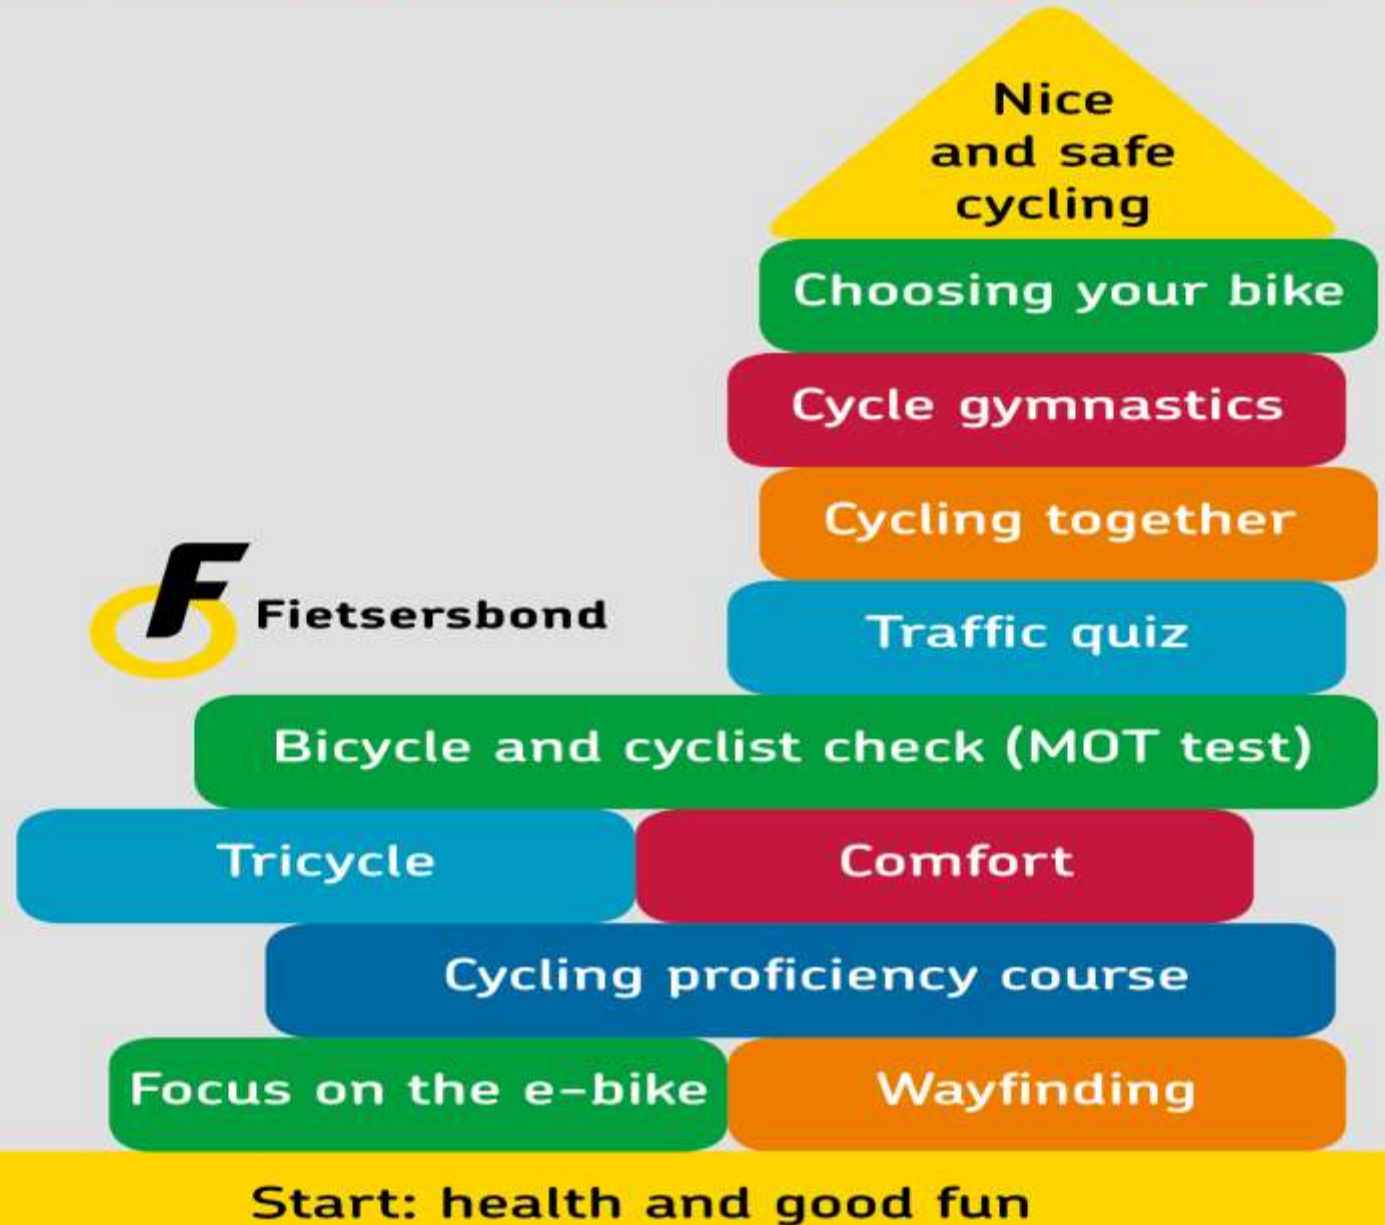 Nice
and safe
cycling
Choosing your bike
Cycle gymnastics
Cycling together
Fietsersbond
Traffic quiz
Bicycle and cyclist check (MOT test)
Tricycle
Comfort
Cycling proficiency course
Focus on the e-bike
Wayfinding
Start: health and good fun